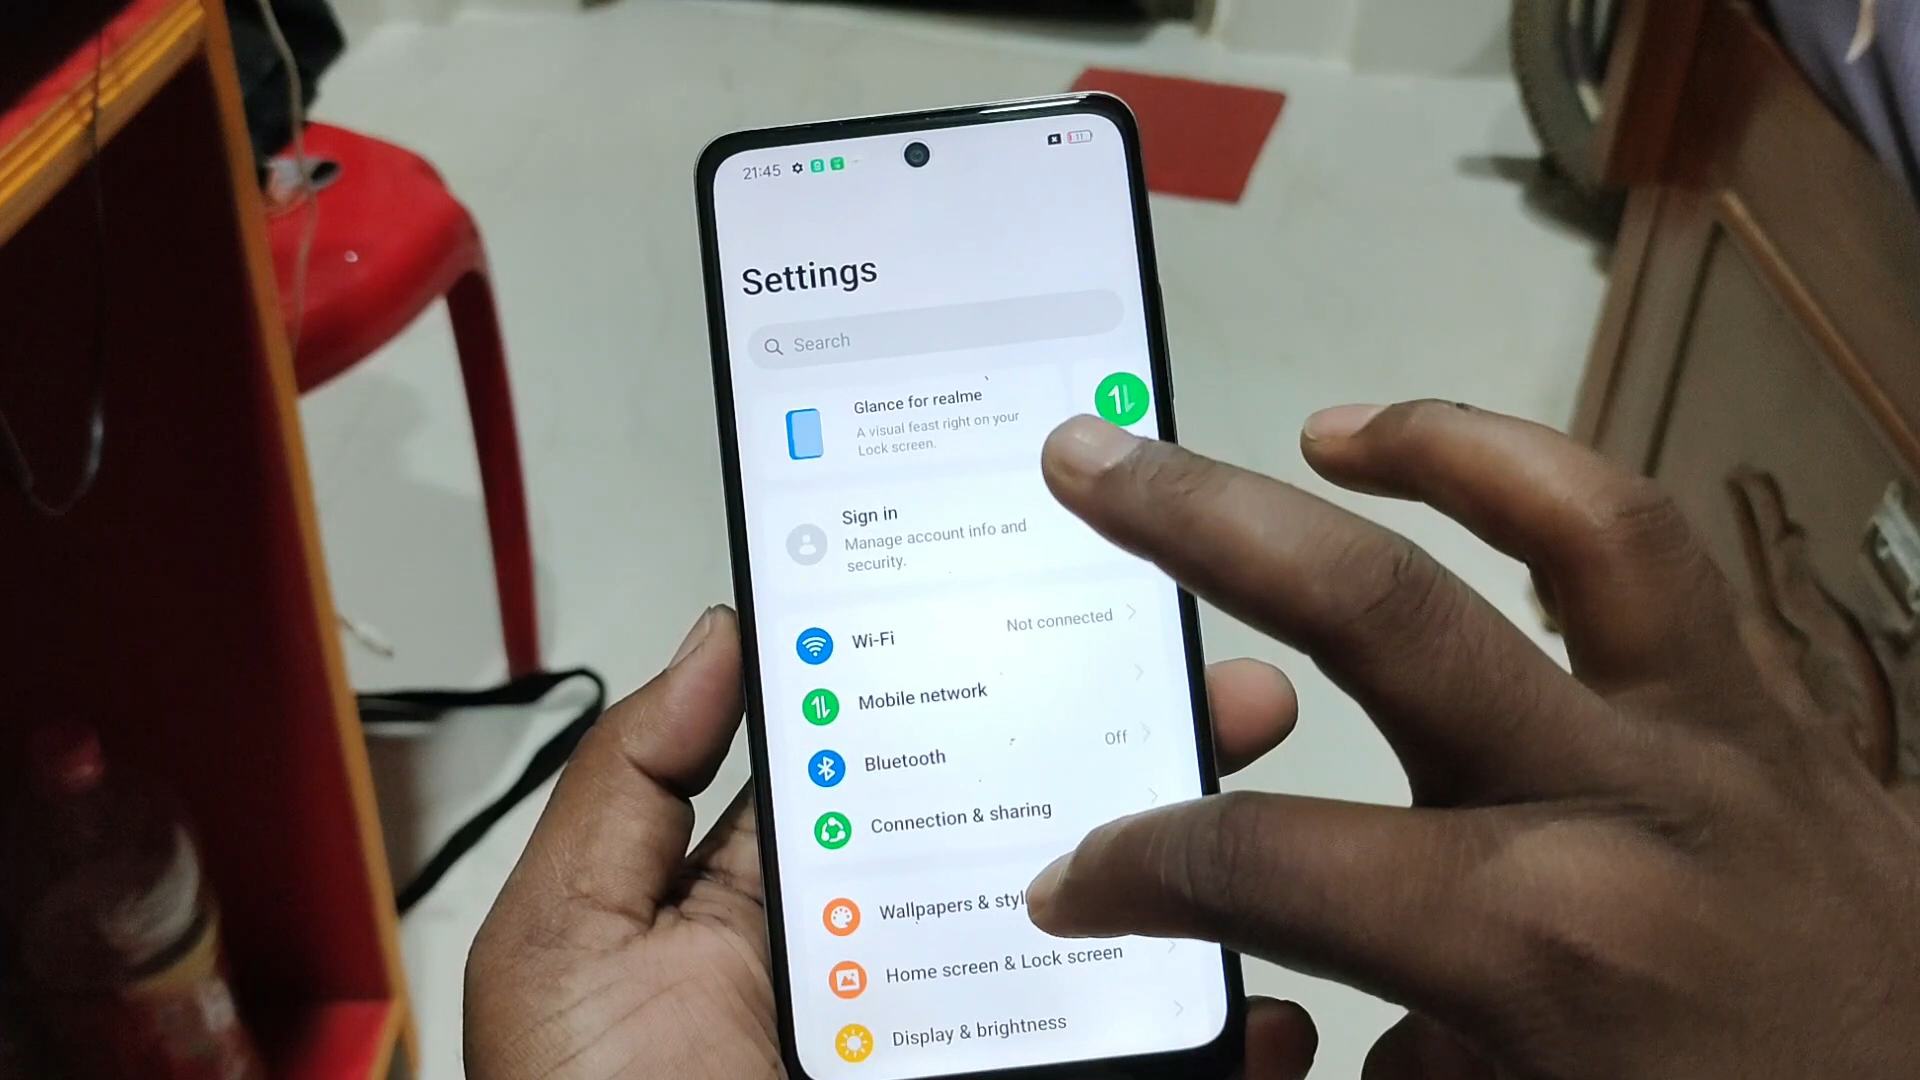 21:45
11
Settings
Search
Glance for realme
A visual feast right on your
Lock screen.
Sign in
Manage account info and
security.
Wi-Fi
Not connected
Mobile network
Bluetooth
Off
Connection & sharing
Wallpapers & styl
Home screen & Lock screen
Display & brightness